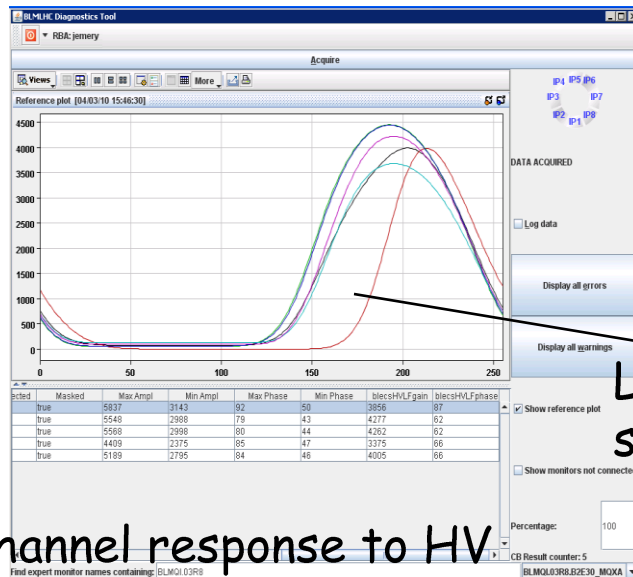 BLMLHC Diagnostics Tool
RBA: jemery
Acquire
Views More
Reference plot [04/03/10 15:46:30]
4500
4000
3500
3000
2500
2000
1500
1000
500
0
0 50 100 150 200 250
IP4 IP5 IP6
IP3 IP7
IP2 IP1 IP8
DATA ACQUIRED
Log data
Display all errors
Display all warnings
Show reference plot
Show monitors not connecte
Percentage: 100
CB Result counter: 5
ected Masked Max Ampl Min Ampl Max Phase Min Phase blecsHVLFgain blecsHVLFphase
true 5837 3143 92 50 3856 87
true 5548 2988 79 43 4277 62
true 5568 2998 80 44 4262 62
true 4409 2375 85 47 3375 66
true 5189 2795 84 46 4005 66
L
s
hannel response to HV
Find expert monitor names containing: BLMQI.03R8
BLMQI.03R8.B2E30_MQXA